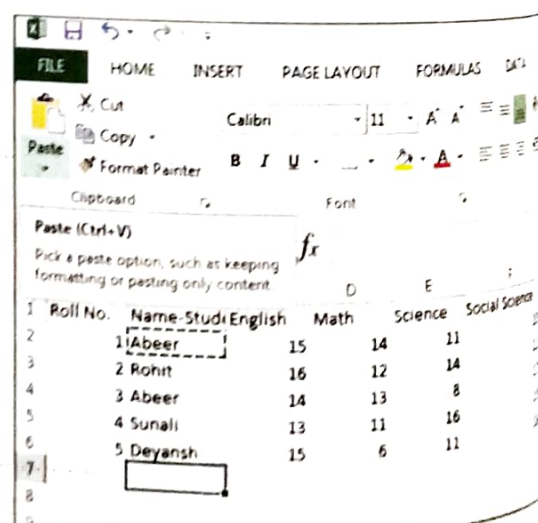 FILE HOME INSERT PAGE LAYOUT FORMULAS DATA
Cut
Calibri 11 A A
Copy
Paste
Format Painter B I U A
Clipboard Font
Paste (Ctrl+V)
Pick a paste option, such as keeping
formatting or pasting only content.
fx
D E F
1 Roll No. Name-Studi English Math Science Social Science
2 1 Abeer 15 14 11
3 2 Rohit 16 12 14
4 3 Abeer 14 13 8
5 4 Sunali 13 11 16
6 5 Deyansh 15 6 11
7
8
9